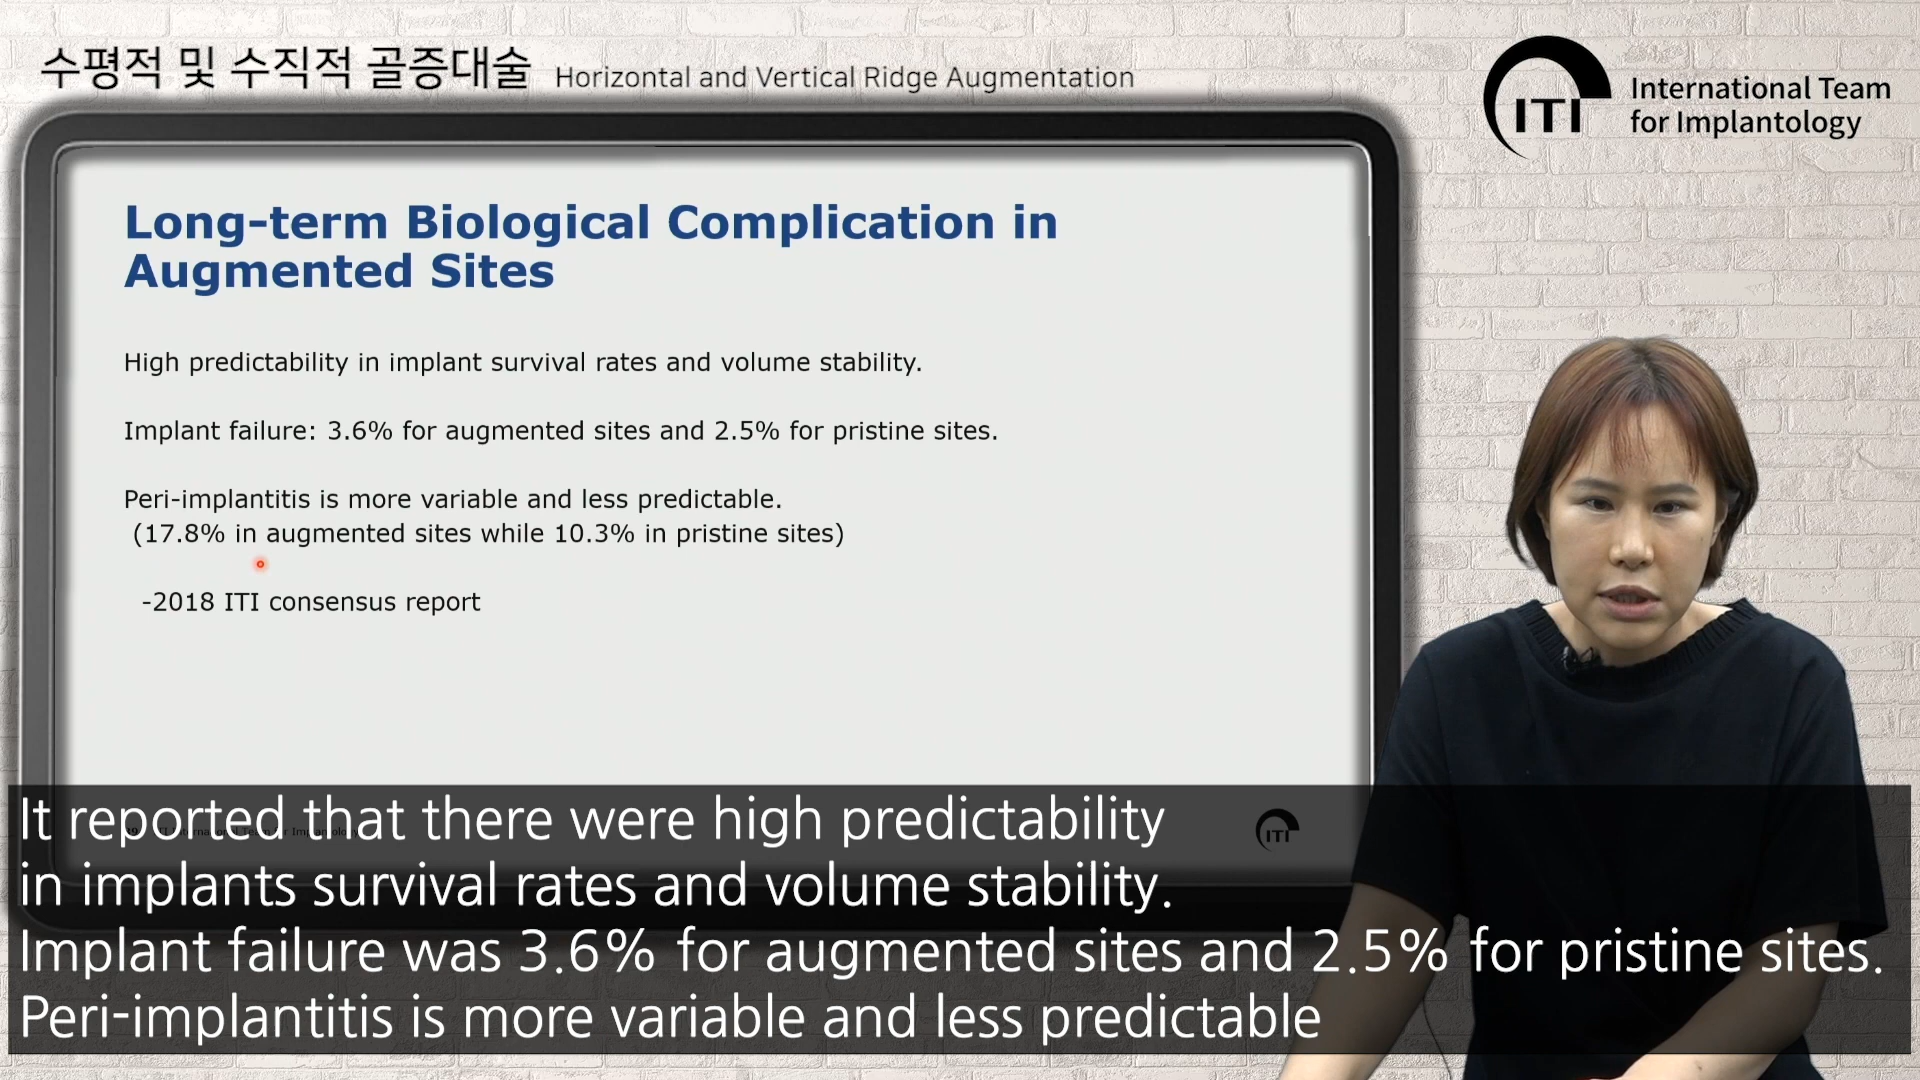 수평적 및 수직적 골증대술 Horizontal and Vertical Ridge Augmentation
ITI
International Team
for Implantology
Long-term Biological Complication in
Augmented Sites
High predictability in implant survival rates and volume stability.
Implant failure: 3.6% for augmented sites and 2.5% for pristine sites.
Peri-implantitis is more variable and less predictable.
(17.8% in augmented sites while 10.3% in pristine sites)
-2018 ITI consensus report
ITI
It reported that there were high predictability
in implants survival rates and volume stability.
Implant failure was 3.6% for augmented sites and 2.5% for pristine sites.
Peri-implantitis is more variable and less predictable